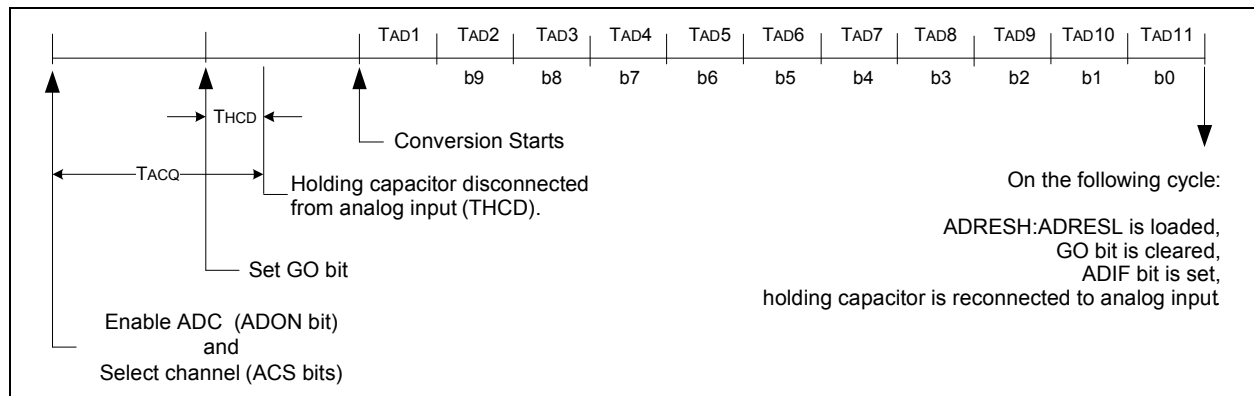 TAD1 TAD2 TAD3 TAD4 TAD5 TAD6 TAD7 TAD8 TAD9 TAD10 TAD11
b9 b8 b7 b6 b5 b4 b3 b2 b1 b0
THCD
Conversion Starts
TACQ
Holding capacitor disconnected
from analog input (THCD).
Set GO bit
Enable ADC (ADON bit)
and
Select channel (ACS bits)
On the following cycle:
ADRESH:ADRESL is loaded,
GO bit is cleared,
ADIF bit is set,
holding capacitor is reconnected to analog input